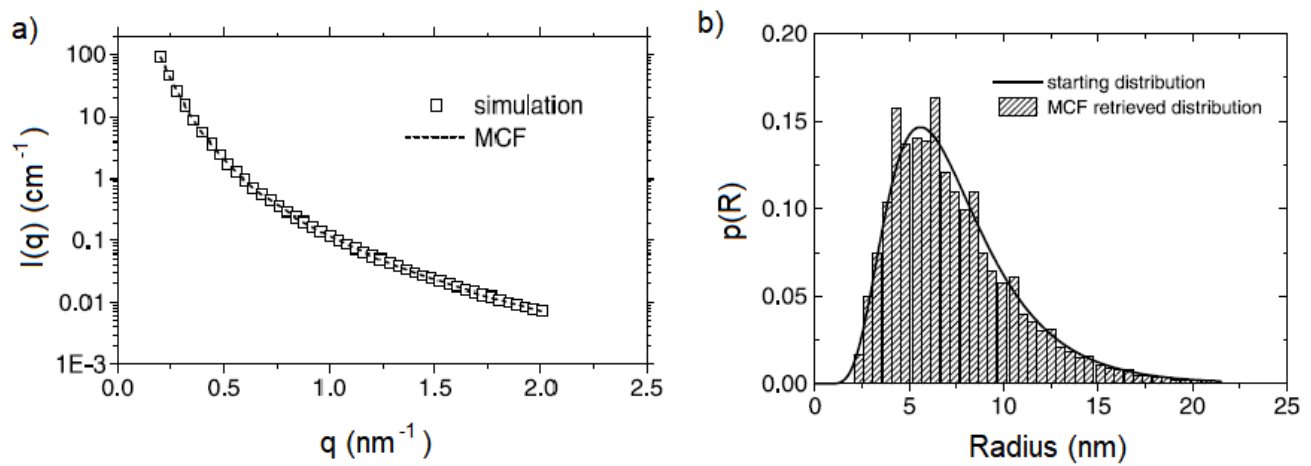 a)
I(q) (cm⁻¹)
100
10
1
0.1
0.01
1E-3
simulation
MCF
0.0 0.5 1.0 1.5 2.0 2.5
q (nm⁻¹)
b)
p(R)
0.20
0.15
0.10
0.05
0.00
starting distribution
MCF retrieved distribution
0 5 10 15 20 25
Radius (nm)